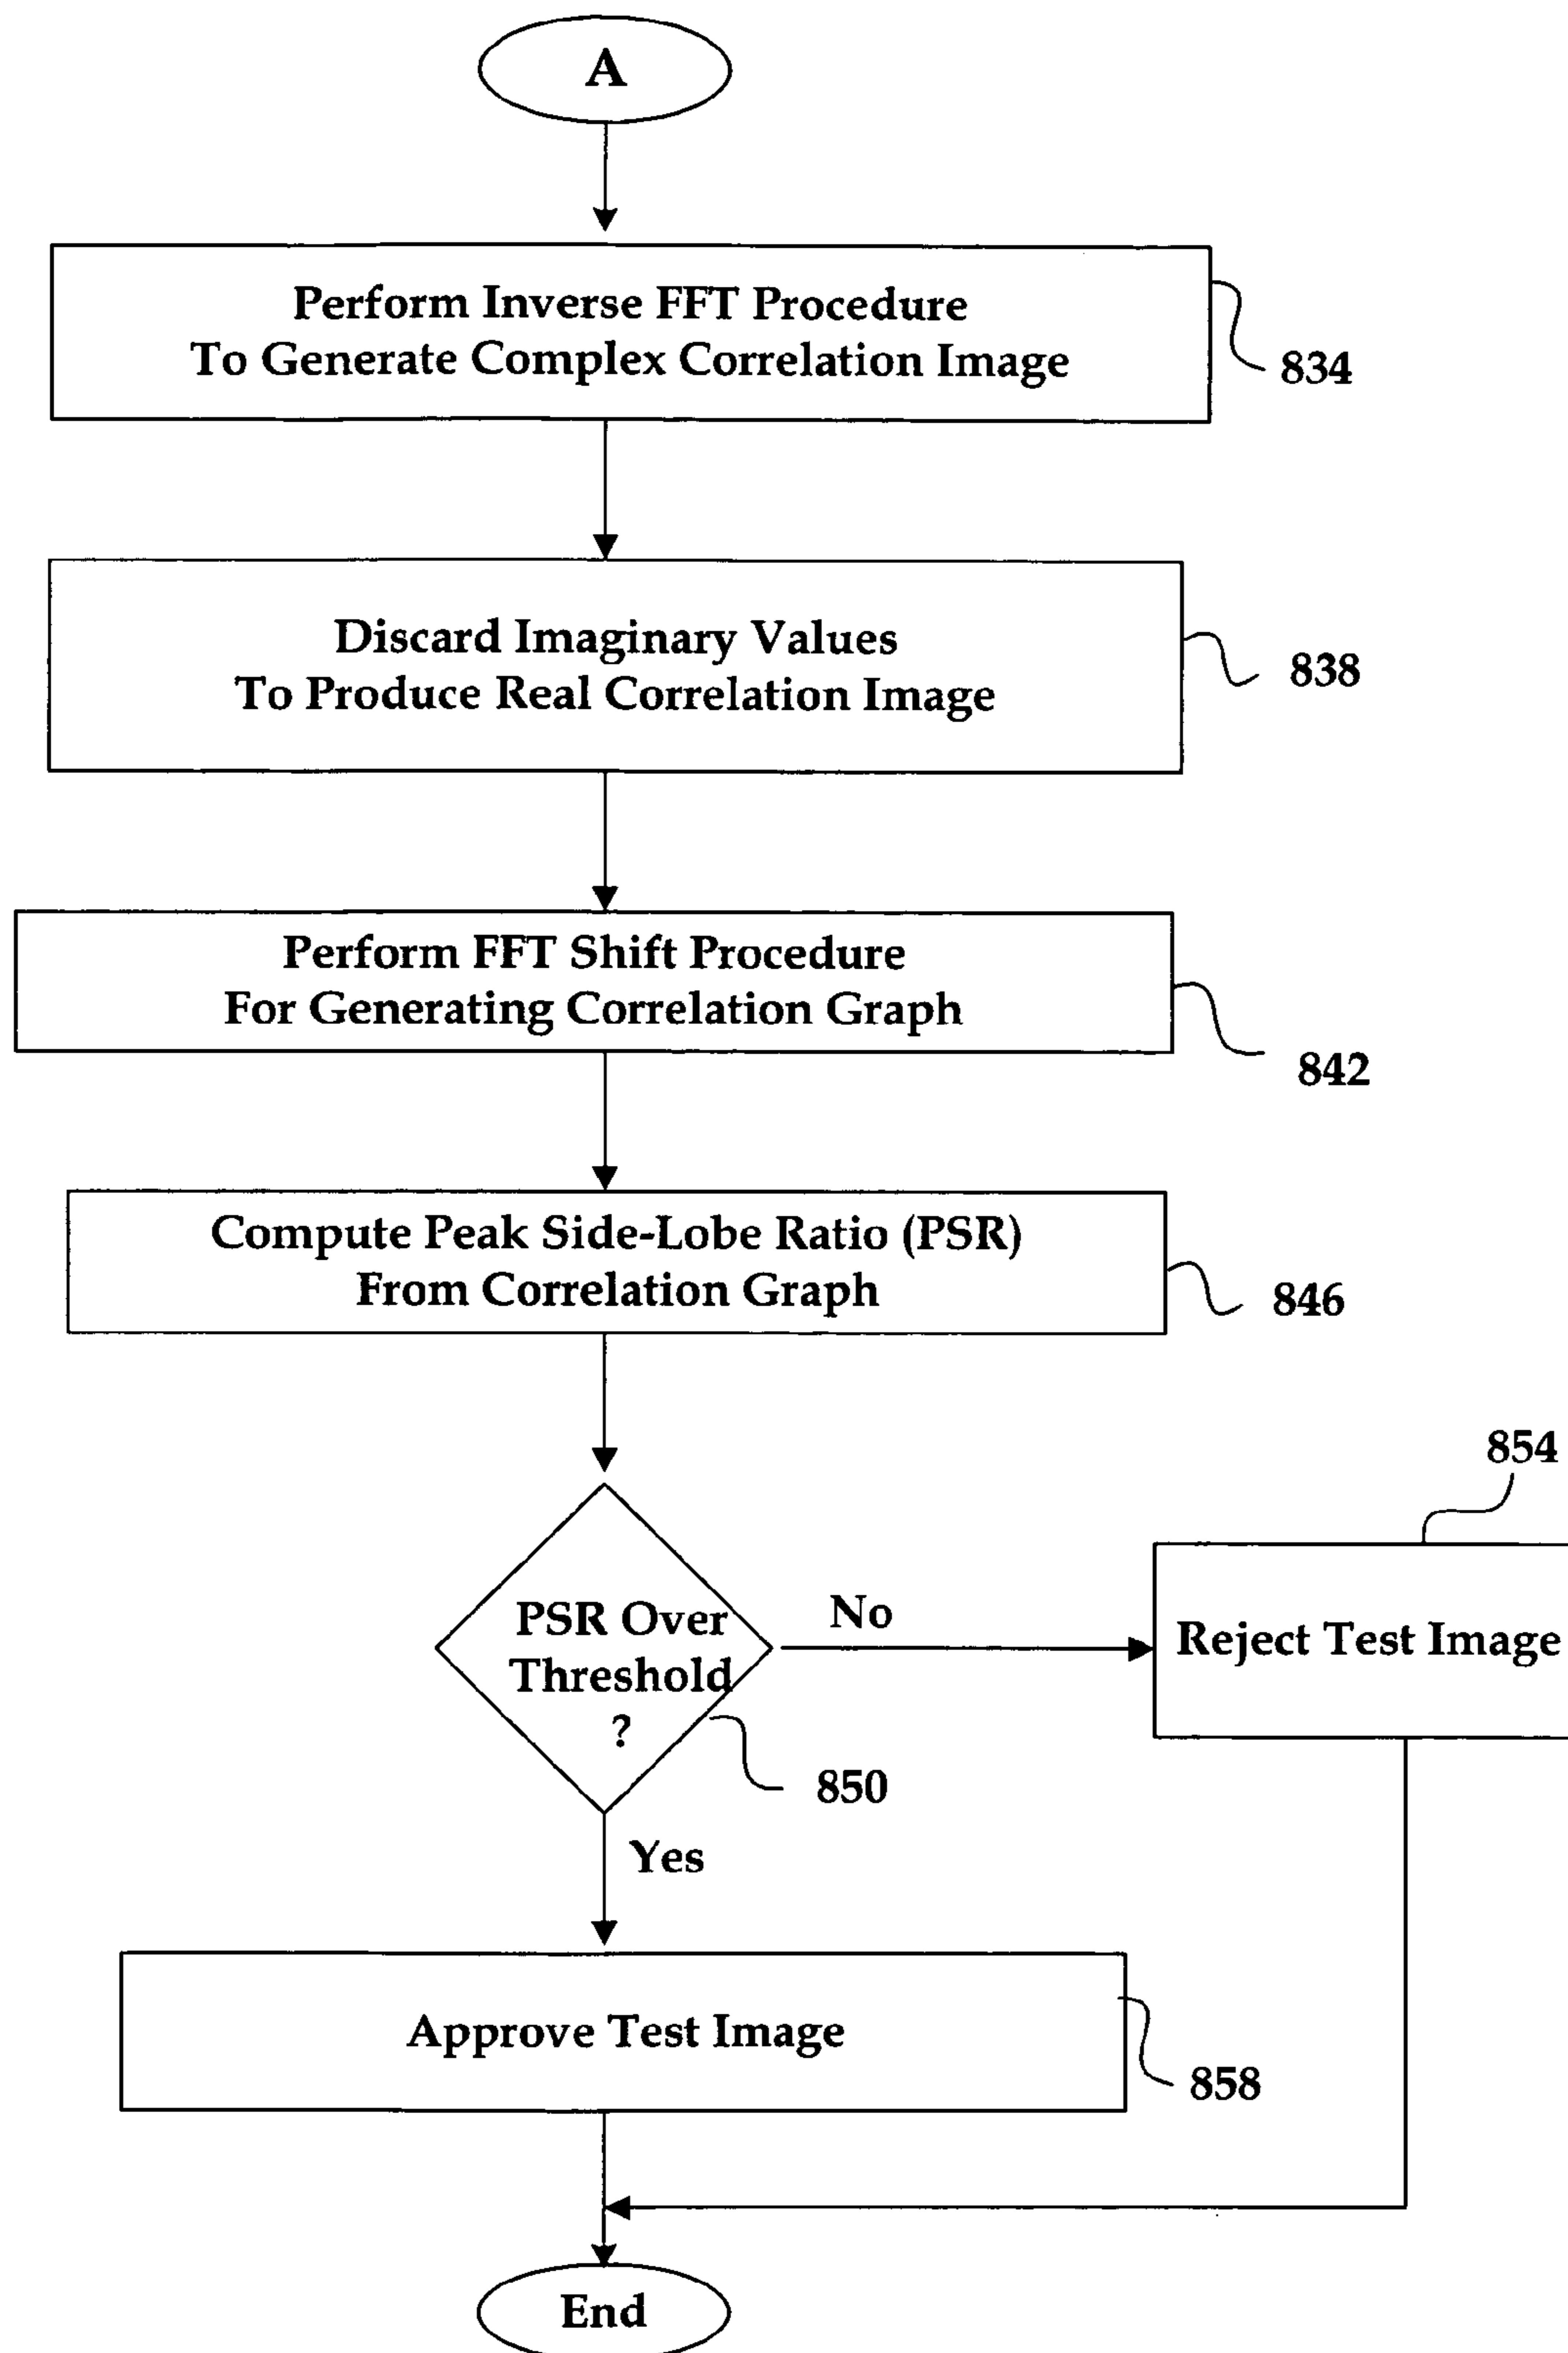 A
Perform Inverse FFT Procedure
To Generate Complex Correlation Image
834
Discard Imaginary Values
To Produce Real Correlation Image
838
Perform FFT Shift Procedure
For Generating Correlation Graph
842
Compute Peak Side-Lobe Ratio (PSR)
From Correlation Graph
846
854
PSR Over
Threshold
?
No
Reject Test Image
850
Yes
Approve Test Image
858
End